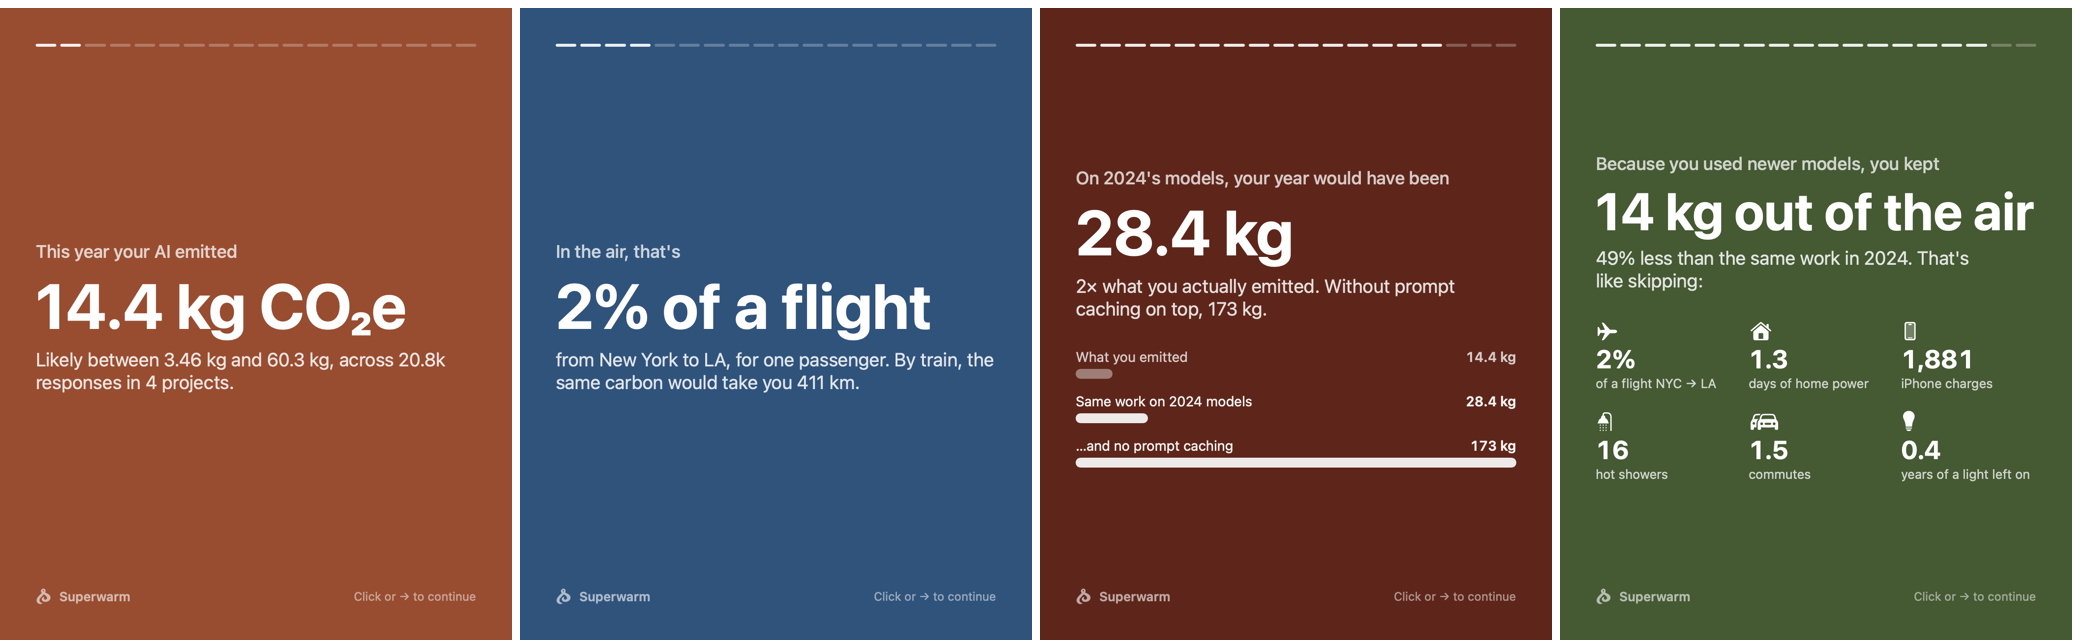 This year your AI emitted
14.4 kg CO₂e
Likely between 3.46 kg and 60.3 kg, across 20.8k
responses in 4 projects.
Superwarm
Click or → to continue
In the air, that's
2% of a flight
from New York to LA, for one passenger. By train, the
same carbon would take you 411 km.
Superwarm
Click or → to continue
On 2024's models, your year would have been
28.4 kg
2× what you actually emitted. Without prompt
caching on top, 173 kg.
What you emitted 14.4 kg
Same work on 2024 models 28.4 kg
...and no prompt caching 173 kg
Superwarm
Click or → to continue
Because you used newer models, you kept
14 kg out of the air
49% less than the same work in 2024. That's
like skipping:
2% 1.3 1,881
of a flight NYC → LA days of home power iPhone charges
16 1.5 0.4
hot showers commutes years of a light left on
Superwarm
Click or → to continue